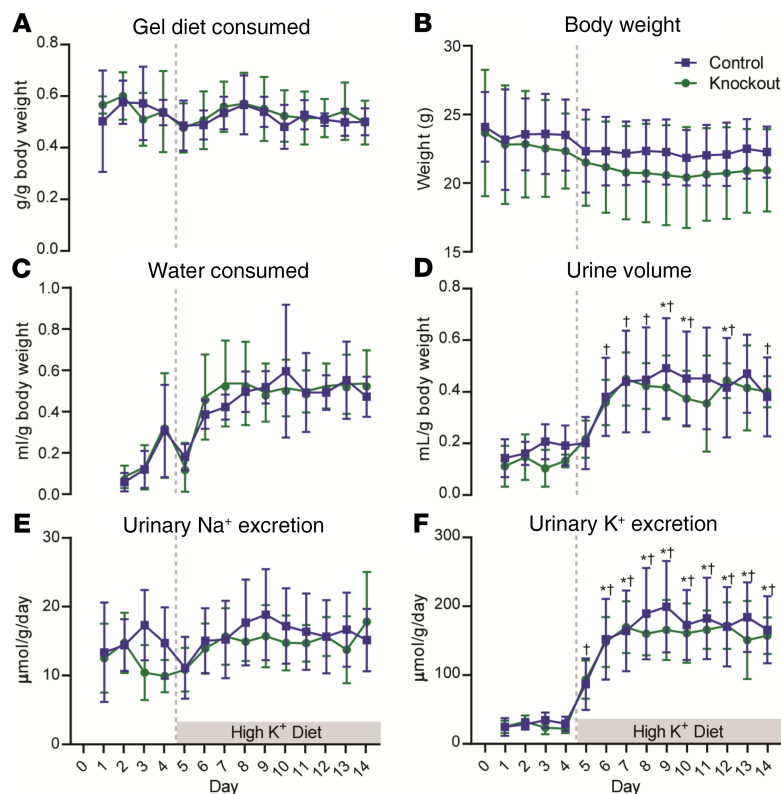 A
Gel diet consumed
g/g body weight
0.8
0.6
0.4
0.2
0.0
B
Body weight
Weight (g)
30
25
20
15
Control
Knockout
C
Water consumed
ml/g body weight
1.0
0.8
0.6
0.4
0.2
0.0
D
Urine volume
mL/g body weight
0.8
0.6
0.4
0.2
0.0
† † † *† *† *† †
E
Urinary Na⁺ excretion
μmol/g/day
30
20
10
0
High K⁺ Diet
0 1 2 3 4 5 6 7 8 9 10 11 12 13 14
Day
F
Urinary K⁺ excretion
μmol/g/day
300
200
100
0
† *† *† *† *† *† *† *† *† *†
High K⁺ Diet
0 1 2 3 4 5 6 7 8 9 10 11 12 13 14
Day